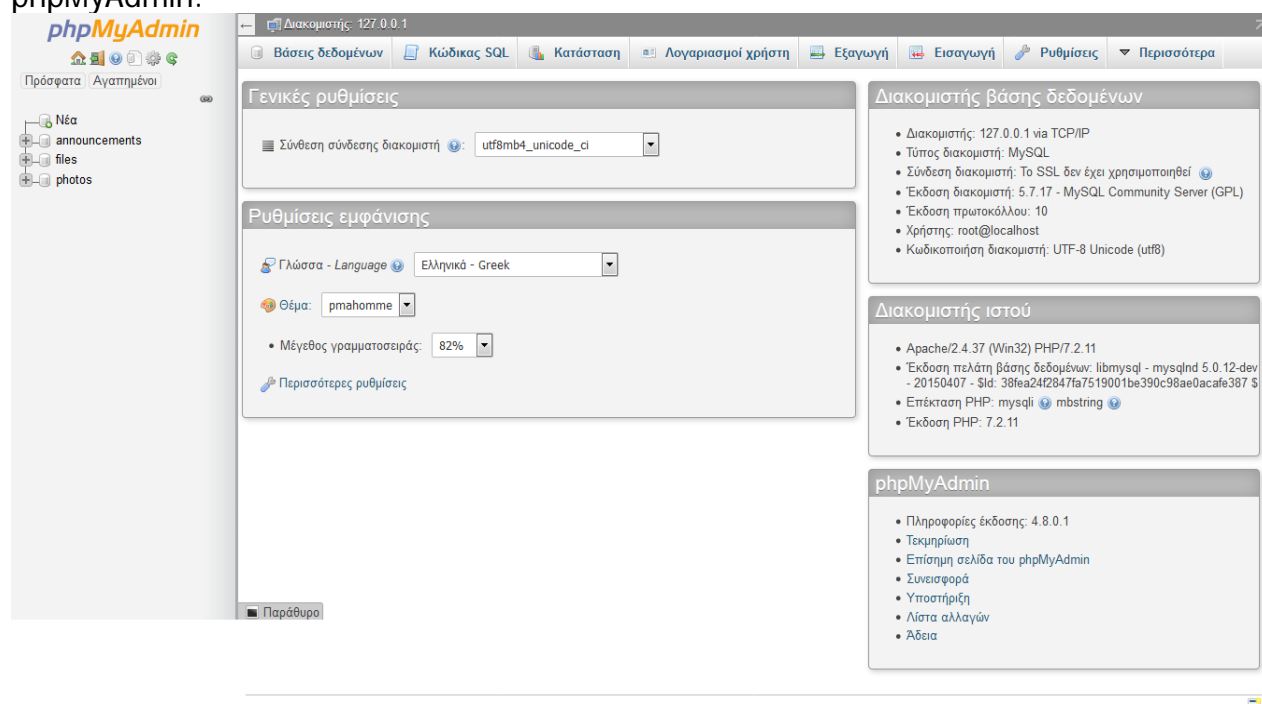 phpMyAdmin.
phpMyAdmin
Πρόσφατα Αγαπημένοι
Νέα
announcements
files
photos
Διακομιστής: 127.0.0.1
Βάσεις δεδομένων Κώδικας SQL Κατάσταση Λογαριασμοί χρήστη Εξαγωγή Εισαγωγή Ρυθμίσεις Περισσότερα
Γενικές ρυθμίσεις
Σύνθεση σύνδεσης διακομιστή : utf8mb4_unicode_ci
Ρυθμίσεις εμφάνισης
Γλώσσα - Language Ελληνικά - Greek
Θέμα: pmahomme
• Μέγεθος γραμματοσειράς: 82%
Περισσότερες ρυθμίσεις
Παράθυρο
Διακομιστής βάσης δεδομένων
• Διακομιστής: 127.0.0.1 via TCP/IP
• Τύπος διακομιστή: MySQL
• Σύνδεση διακομιστή: Το SSL δεν έχει χρησιμοποιηθεί
• Έκδοση διακομιστή: 5.7.17 - MySQL Community Server (GPL)
• Έκδοση πρωτοκόλλου: 10
• Χρήστης: root@localhost
• Κωδικοποίηση διακομιστή: UTF-8 Unicode (utf8)
Διακομιστής ιστού
• Apache/2.4.37 (Win32) PHP/7.2.11
• Έκδοση πελάτη βάσης δεδομένων: libmysql - mysqlnd 5.0.12-dev
- 20150407 - $Id: 38fea24f2847fa7519001be390c98ae0acafe387 $
• Επέκταση PHP: mysqli mbstring
• Έκδοση PHP: 7.2.11
phpMyAdmin
• Πληροφορίες έκδοσης: 4.8.0.1
• Τεκμηρίωση
• Επίσημη σελίδα του phpMyAdmin
• Συνεισφορά
• Υποστήριξη
• Λίστα αλλαγών
• Άδεια